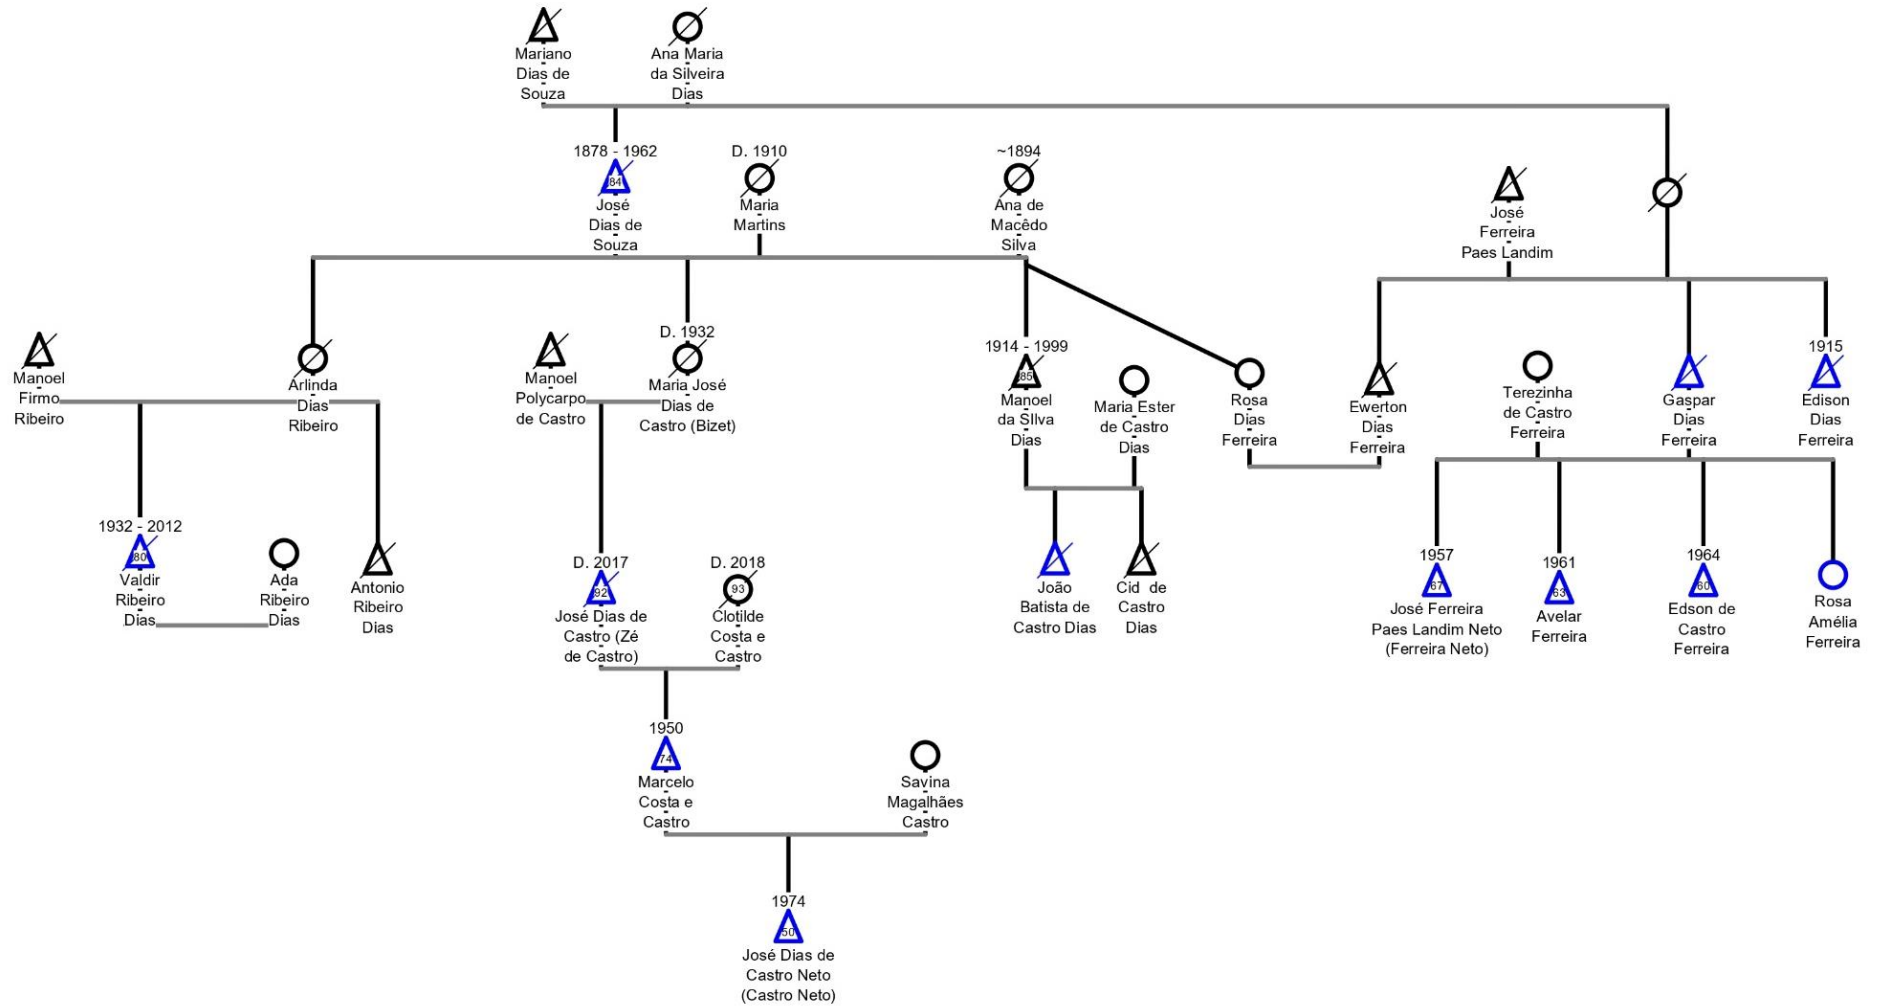 Mariano
Dias de
Souza
Ana Maria
da Silveira
Dias
1878 - 1962
84
José
Dias de
Souza
D. 1910
Maria
Martins
~1894
Ana de
Macêdo
Silva
José
Ferreira
Paes Landim
Manoel
Firmo
Ribeiro
Arlinda
Dias
Ribeiro
Manoel
Polycarpo
de Castro
D. 1932
Maria José
Dias de
Castro (Bizet)
1914 - 1999
85
Manoel
da SIlva
Dias
Maria Ester
de Castro
Dias
Rosa
Dias
Ferreira
Ewerton
Dias
Ferreira
Terezinha
de Castro
Ferreira
Gaspar
Dias
Ferreira
1915
Edison
Dias
Ferreira
1932 - 2012
80
Valdir
Ribeiro
Dias
Ada
Ribeiro
Dias
Antonio
Ribeiro
Dias
D. 2017
92
José Dias de
Castro (Zé
de Castro)
D. 2018
93
Clotilde
Costa e
Castro
João
Batista de
Castro Dias
Cid de
Castro
Dias
1957
67
José Ferreira
Paes Landim Neto
(Ferreira Neto)
1961
63
Avelar
Ferreira
1964
60
Edson de
Castro
Ferreira
Rosa
Amélia
Ferreira
1950
74
Marcelo
Costa e
Castro
Savina
Magalhães
Castro
1974
50
José Dias de
Castro Neto
(Castro Neto)